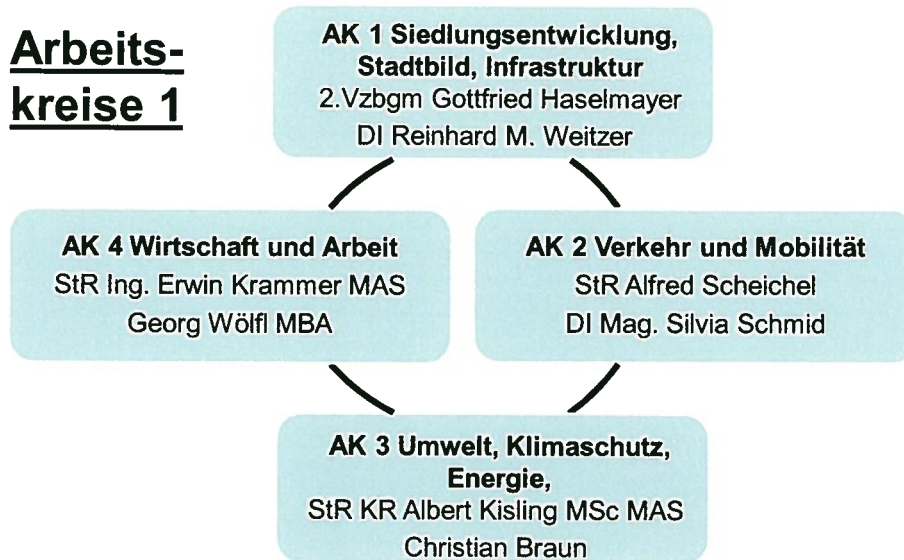 Arbeits-
kreise 1
AK 1 Siedlungsentwicklung,
Stadtbild, Infrastruktur
2.Vzbgm Gottfried Haselmayer
DI Reinhard M. Weitzer
AK 4 Wirtschaft und Arbeit
StR Ing. Erwin Krammer MAS
Georg Wölfl MBA
AK 2 Verkehr und Mobilität
StR Alfred Scheichel
DI Mag. Silvia Schmid
AK 3 Umwelt, Klimaschutz,
Energie,
StR KR Albert Kisling MSc MAS
Christian Braun